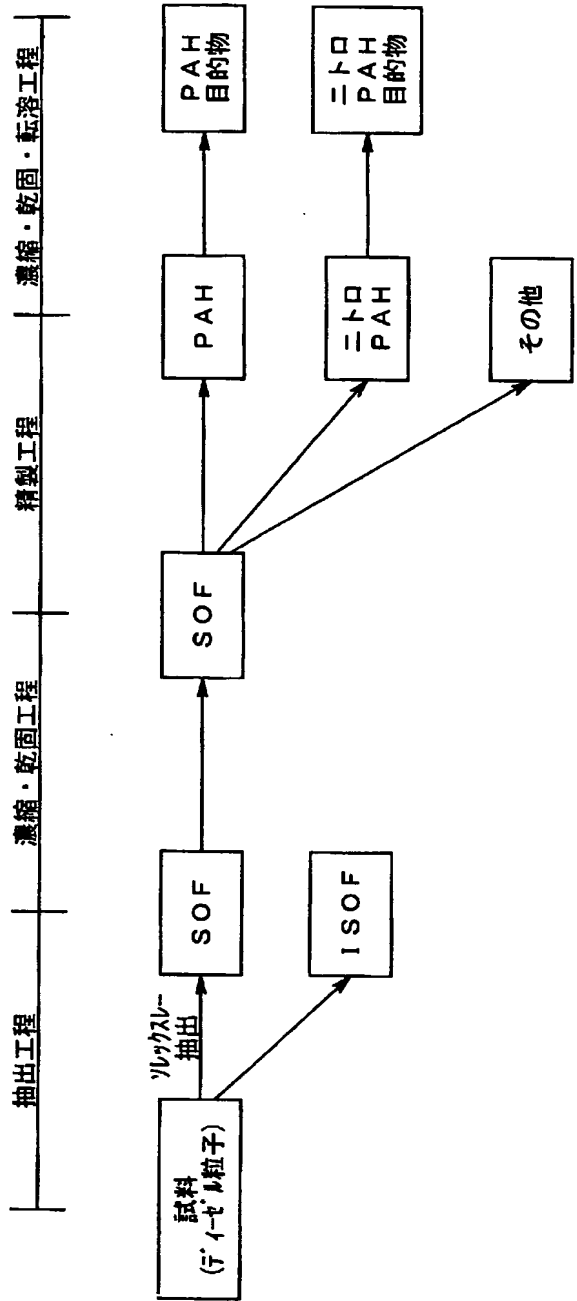 抽出工程
濃縮・乾固工程
精製工程
濃縮・乾固・転溶工程
試料
(ディーゼル粒子)
ソレックスレー
抽出
SOF
ISOF
SOF
PAH
ニトロ
PAH
その他
PAH
目的物
ニトロ
PAH
目的物